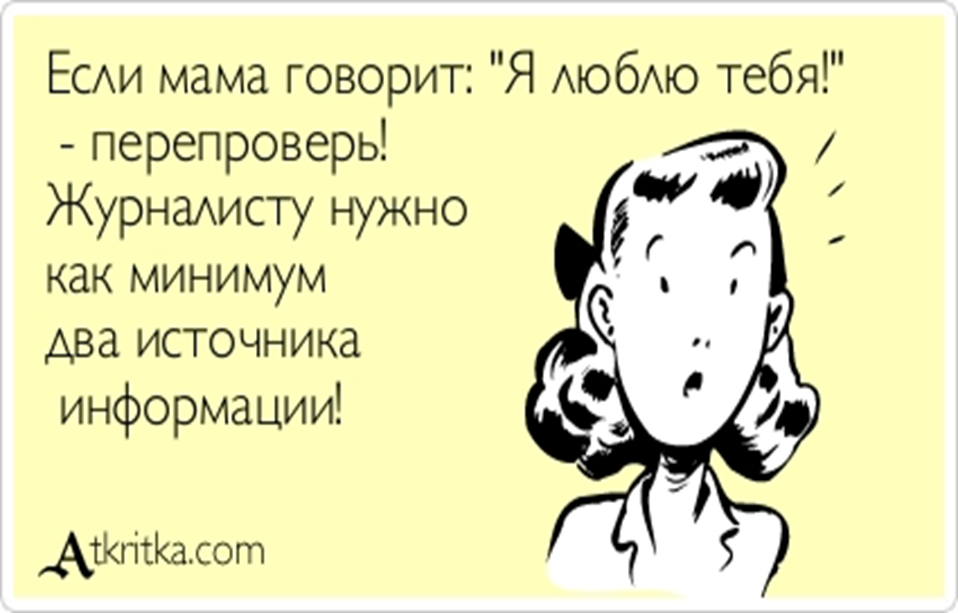 Если мама говорит: "Я люблю тебя!"
- перепроверь!
Журналисту нужно
как минимум
два источника
информации!
Atkritka.com